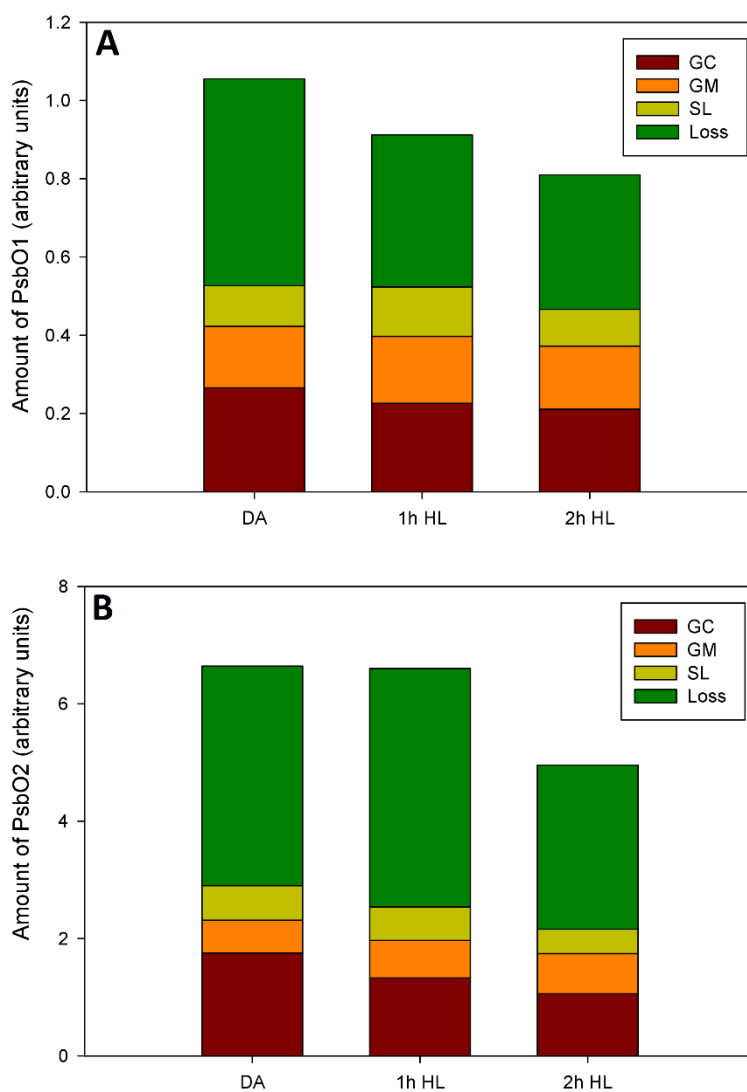 A
Amount of PsbO1 (arbitrary units)
1.2
1.0
0.8
0.6
0.4
0.2
0.0
GC
GM
SL
Loss
DA 1h HL 2h HL
B
Amount of PsbO2 (arbitrary units)
8
6
4
2
0
GC
GM
SL
Loss
DA 1h HL 2h HL